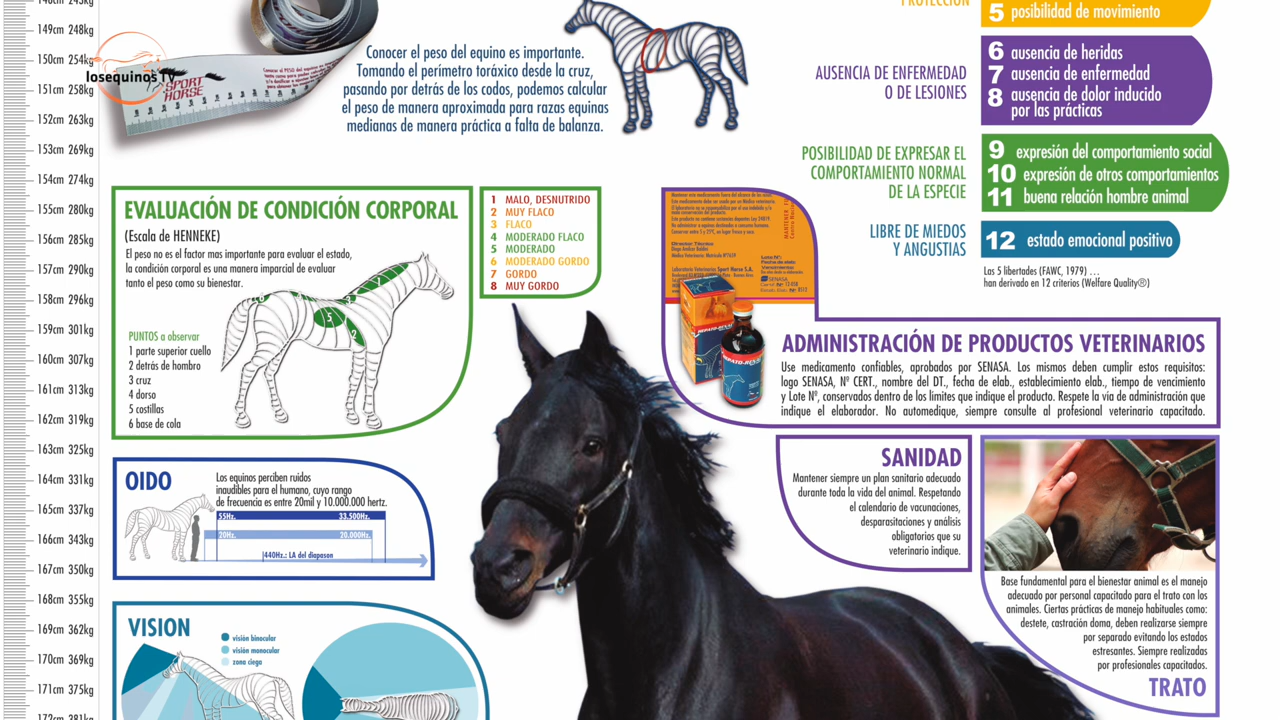 148cm 243kg
149cm 248kg
150cm 254kg
151cm 258kg
152cm 263kg
153cm 269kg
154cm 274kg
155cm 280kg
156cm 285kg
157cm 290kg
158cm 296kg
159cm 301kg
160cm 307kg
161cm 313kg
162cm 319kg
163cm 325kg
164cm 331kg
165cm 337kg
166cm 343kg
167cm 350kg
168cm 355kg
169cm 362kg
170cm 369kg
171cm 375kg
172cm 381kg
losequinosTV
SPORT
HORSE
Conocer el peso del equino es importante.
Tomando el perímetro toráxico desde la cruz,
pasando por detrás de los codos, podemos calcular
el peso de manera aproximada para razas equinas
medianas de manera práctica a falta de balanza.
PROTECCIÓN
5 posibilidad de movimiento
AUSENCIA DE ENFERMEDAD
O DE LESIONES
6 ausencia de heridas
7 ausencia de enfermedad
8 ausencia de dolor inducido
por las prácticas
POSIBILIDAD DE EXPRESAR EL
COMPORTAMIENTO NORMAL
DE LA ESPECIE
9 expresión del comportamiento social
10 expresión de otros comportamientos
11 buena relación hombre animal
LIBRE DE MIEDOS
Y ANGUSTIAS
12 estado emocional positivo
Las 5 libertades (FAWC, 1979) ...
han derivado en 12 criterios (Welfare Quality®)
EVALUACIÓN DE CONDICIÓN CORPORAL
(Escala de HENNEKE)
El peso no es el factor mas importante para evaluar el estado,
la condición corporal es una manera imparcial de evaluar
tanto el peso como su bienestar.
PUNTOS a observar
1 parte superior cuello
2 detrás de hombro
3 cruz
4 dorso
5 costillas
6 base de cola
1 MALO, DESNUTRIDO
2 MUY FLACO
3 FLACO
4 MODERADO FLACO
5 MODERADO
6 MODERADO GORDO
7 GORDO
8 MUY GORDO
ADMINISTRACIÓN DE PRODUCTOS VETERINARIOS
Use medicamento confiables, aprobados por SENASA. Los mismos deben cumplir estos requisitos:
logo SENASA, Nº CERT., nombre del DT., fecha de elab., establecimiento elab., tiempo de vencimiento
y Lote Nº, conservados dentro de los limites que indique el producto. Respete la via de administración que
indique el elaborador. No automedique, siempre consulte al profesional veterinario capacitado.
OIDO
Los equinos perciben ruidos
inaudibles para el humano, cuyo rango
de frecuencia es entre 20mil y 10.000.000 hertz.
55Hz. 33.500Hz.
20Hz. 20.000Hz.
440Hz.: LA del diapason
SANIDAD
Mantener siempre un plan sanitario adecuado
durante toda la vida del animal. Respetando
el calendario de vacunaciones,
desparasitaciones y análisis
obligatorios que su
veterinario indique.
Base fundamental para el bienestar animal es el manejo
adecuado por personal capacitado para el trato con los
animales. Ciertas prácticas de manejo habituales como:
destete, castración doma, deben realizarse siempre
por separado evitando los estados
estresantes. Siempre realizadas
por profesionales capacitados.
TRATO
VISION
visión binocular
visión monocular
zona ciega